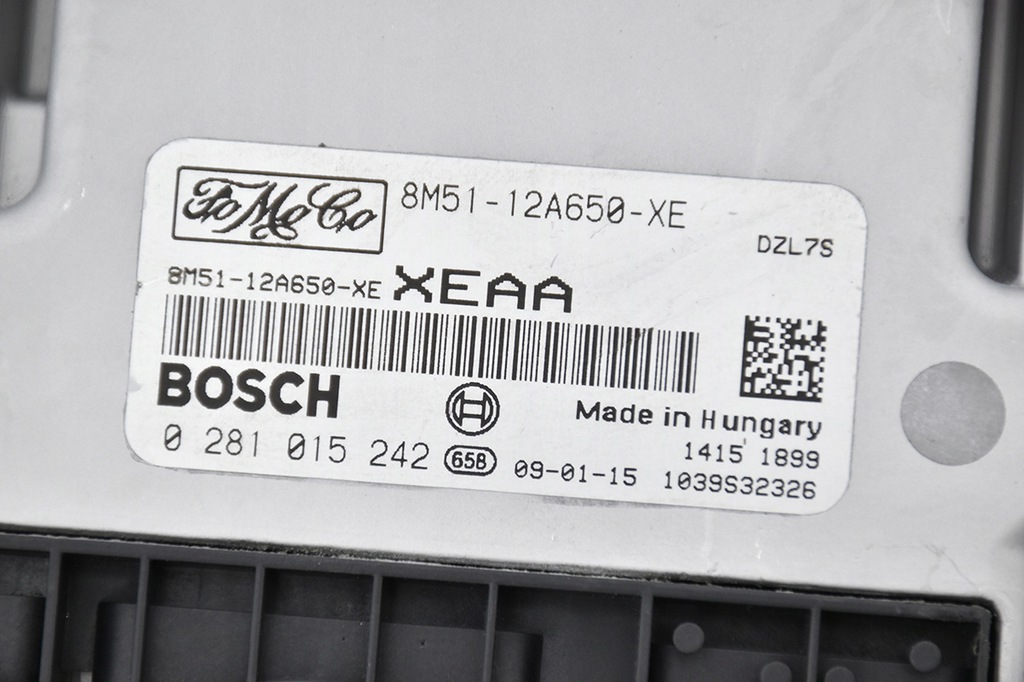 FoMoCo 8M51-12A650-XE
DZL7S
8M51-12A650-XE XEAA
BOSCH
Made in Hungary
0 281 015 242 65B 09-01-15
1415 1899
1039S32326